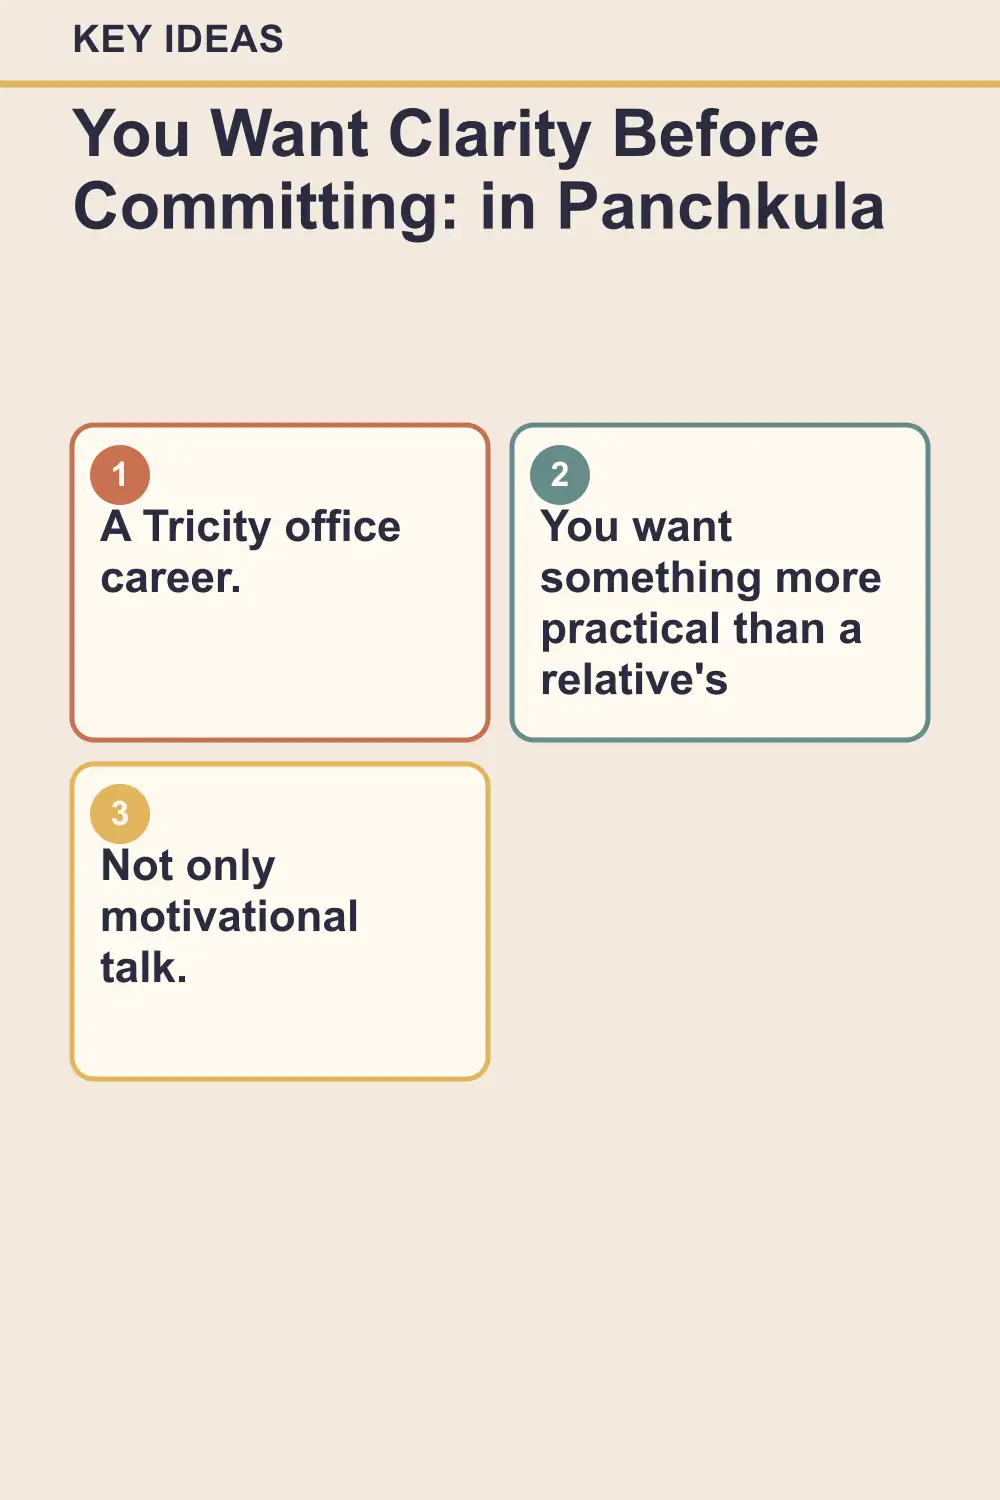 KEY IDEAS
You Want Clarity Before
Committing: in Panchkula
1
A Tricity office
career.
2
You want
something more
practical than a
relative's
3
Not only
motivational
talk.